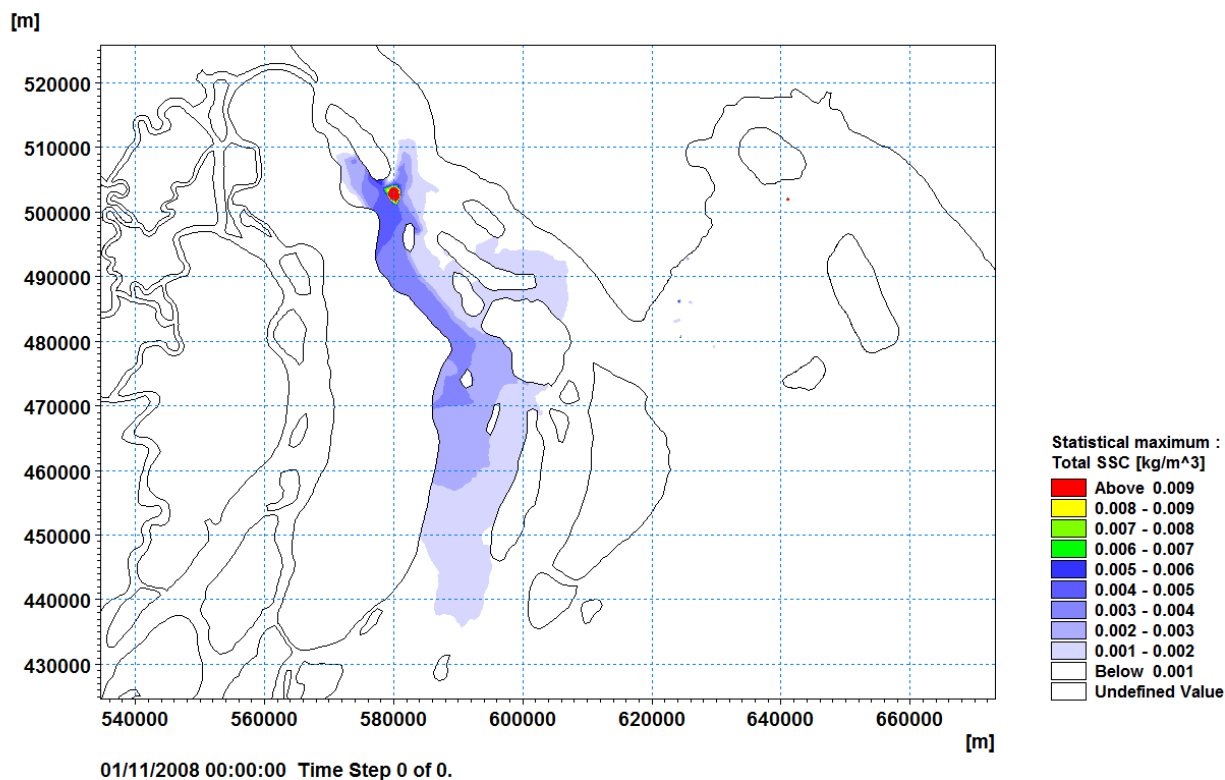 [m]
520000
510000
500000
490000
480000
470000
460000
450000
440000
430000
540000 560000 580000 600000 620000 640000 660000
[m]
01/11/2008 00:00:00 Time Step 0 of 0.
Statistical maximum :
Total SSC [kg/m^3]
Above 0.009
0.008 - 0.009
0.007 - 0.008
0.006 - 0.007
0.005 - 0.006
0.004 - 0.005
0.003 - 0.004
0.002 - 0.003
0.001 - 0.002
Below 0.001
Undefined Value